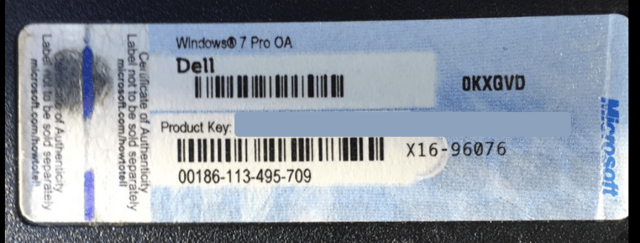 Certificate of Authenticity
Label not to be sold separately
microsoft.com/howtotell
Certificate of Authenticity
Label not to be sold separately
microsoft.com/howtotell
Windows® 7 Pro OA
Dell
0KXGVD
Product Key:
X16-96076
00186-113-495-709
Microsoft